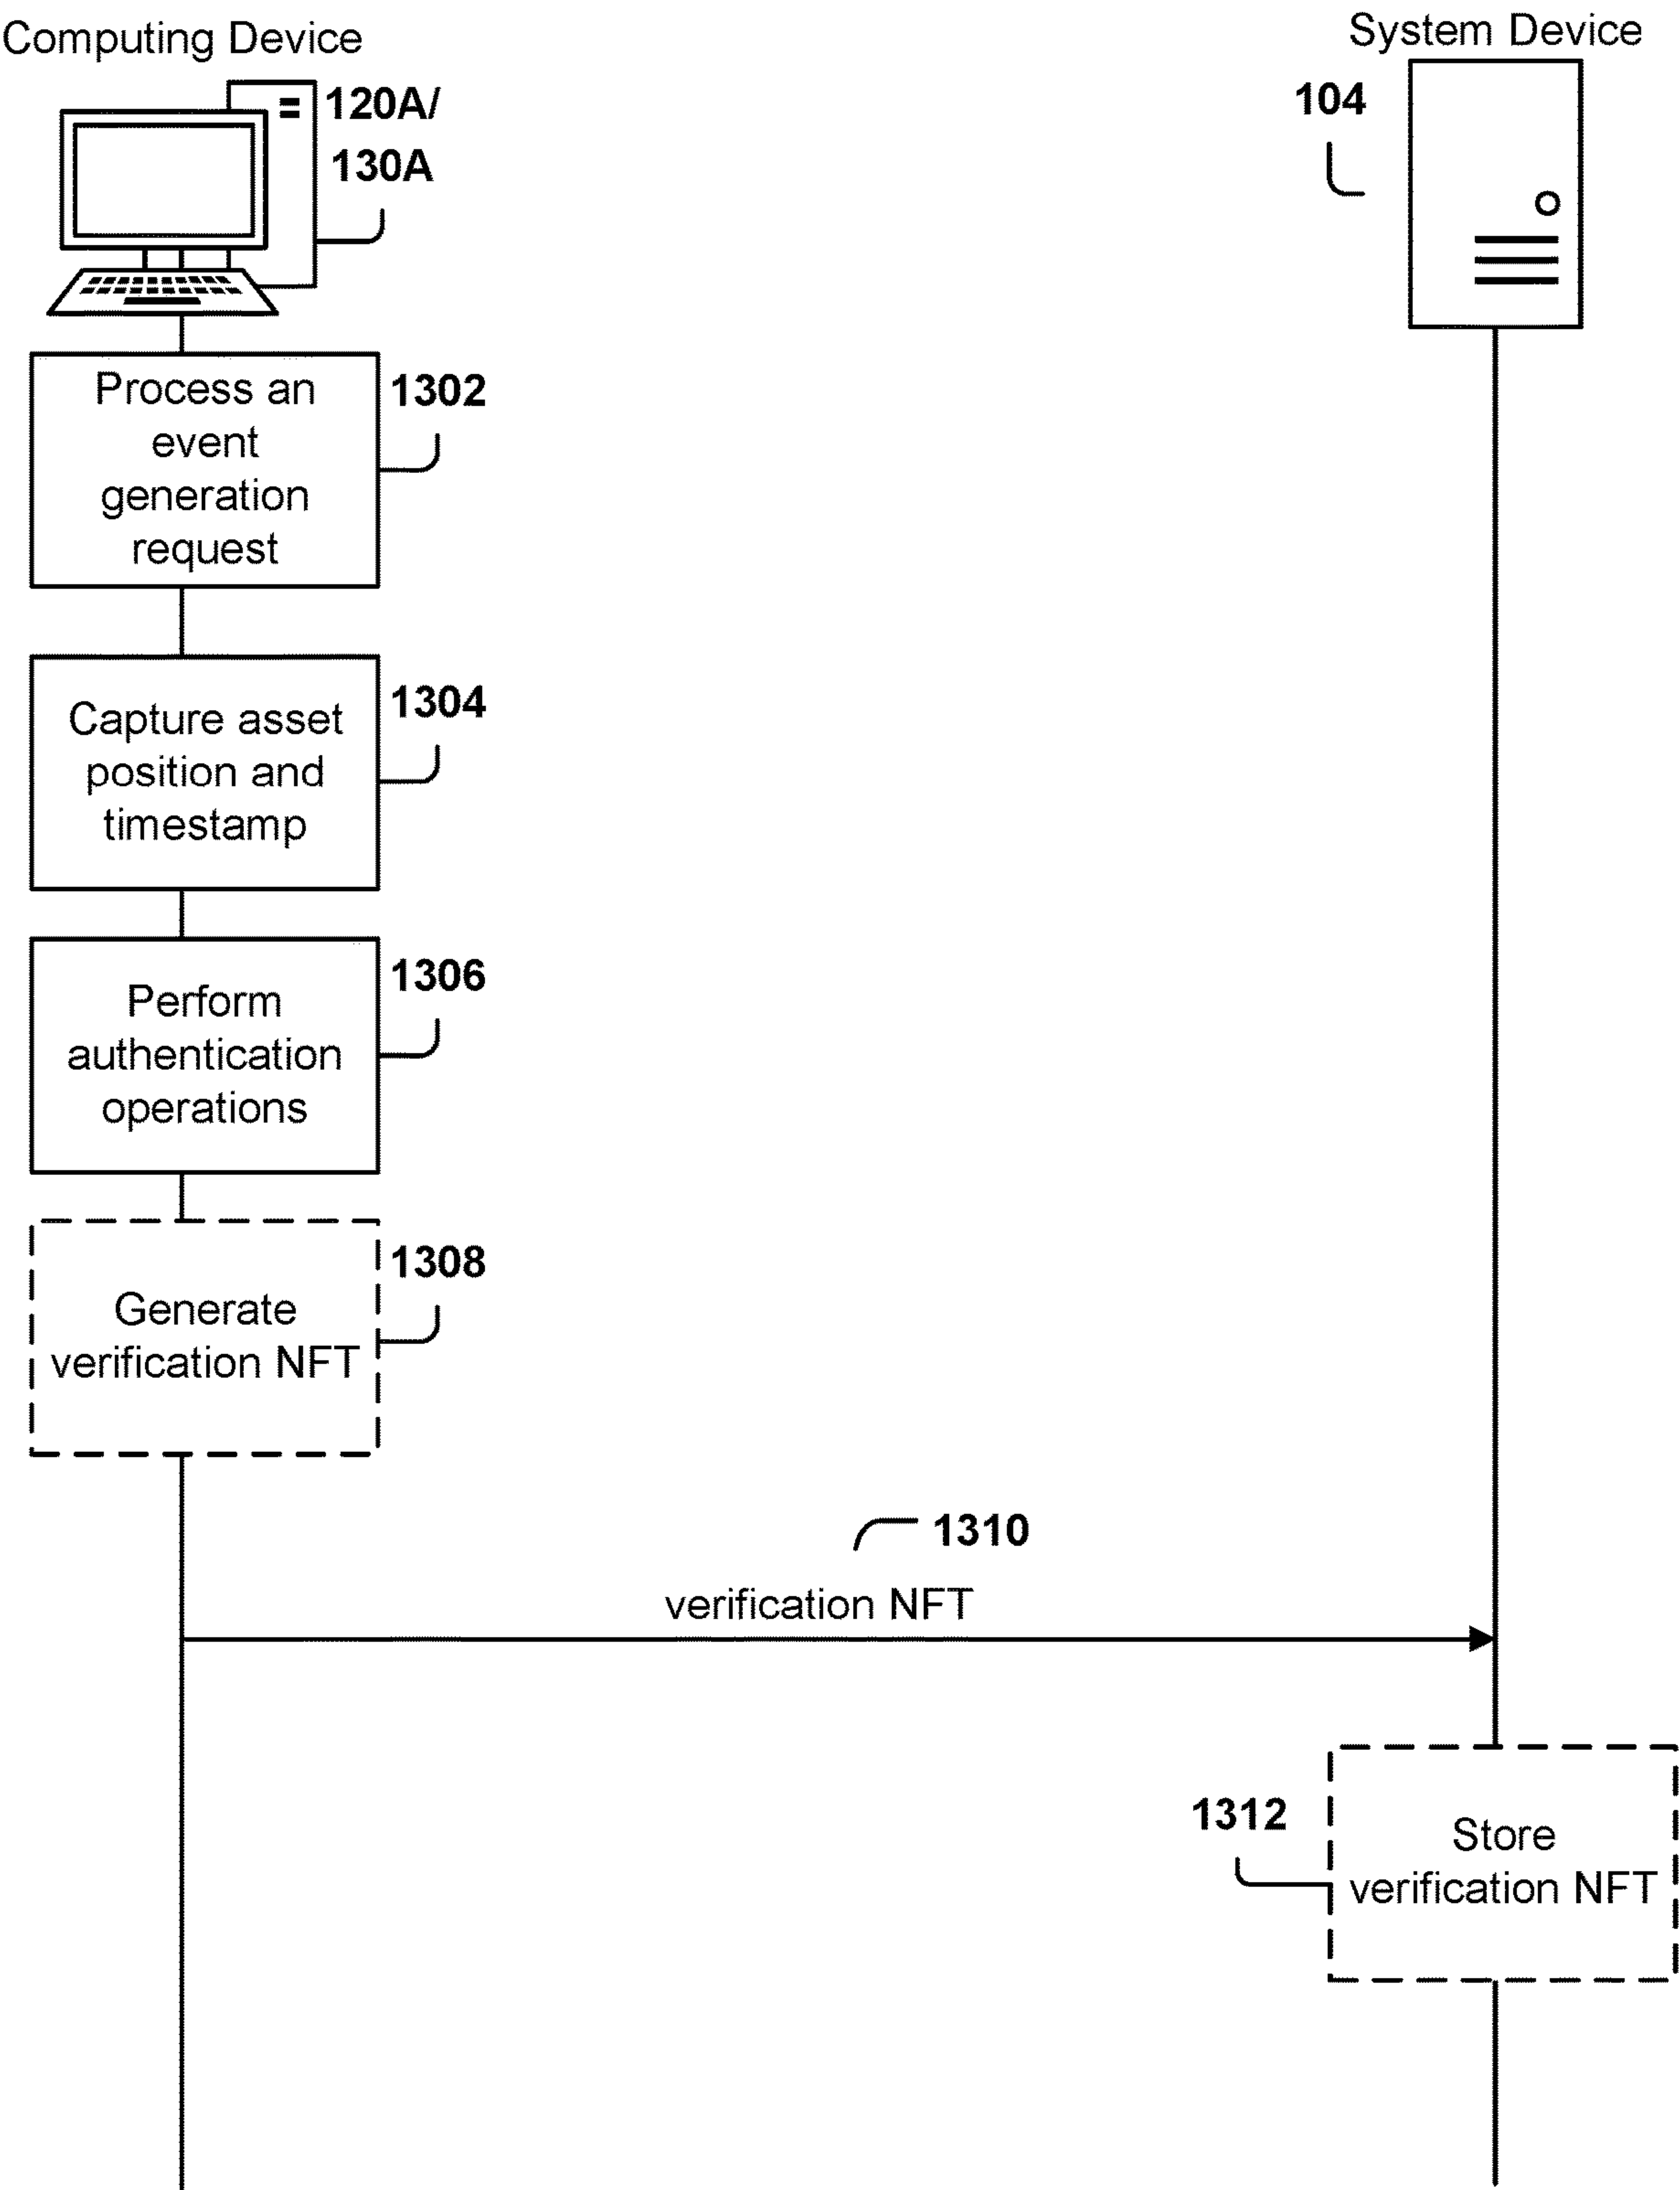 Computing Device
System Device
120A/
130A
104
Process an
event
generation
request
1302
Capture asset
position and
timestamp
1304
Perform
authentication
operations
1306
Generate
verification NFT
1308
1310
verification NFT
1312
Store
verification NFT